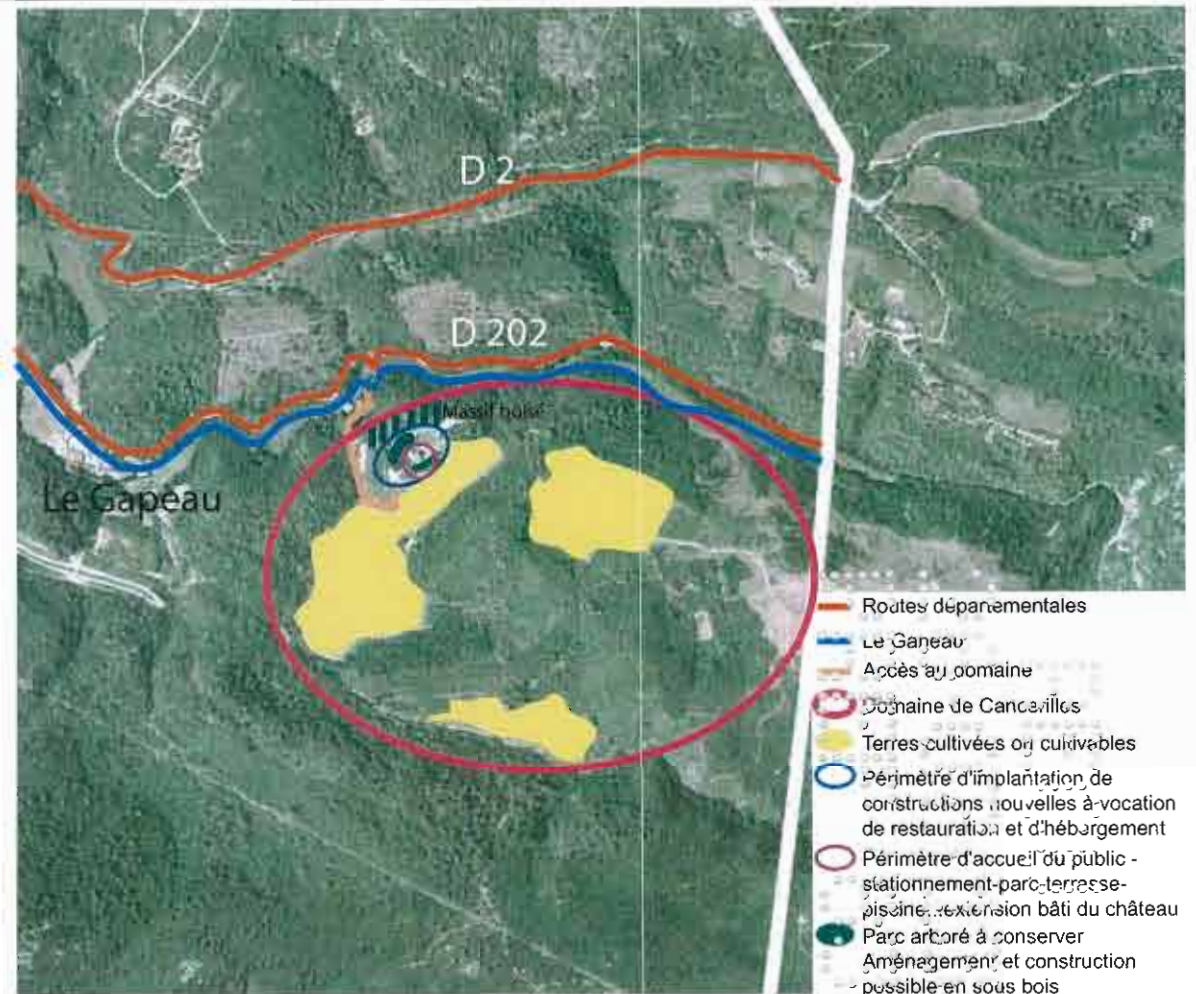 D 2
D 202
Massif boisé
Le Gapeau
Routes départementales
Le Gapeau
Accès au domaine
Domaine de
Terres cultivées ou cultivables
Périmètre d'implantation de
constructions nouvelles à vocation
de restauration et d'hébergement
Périmètre d'accueil du public -
stationnement-parc-terrasse-
piscine...extension bâti du château
Parc arboré à conserver
Aménagement et construction
possible en sous bois